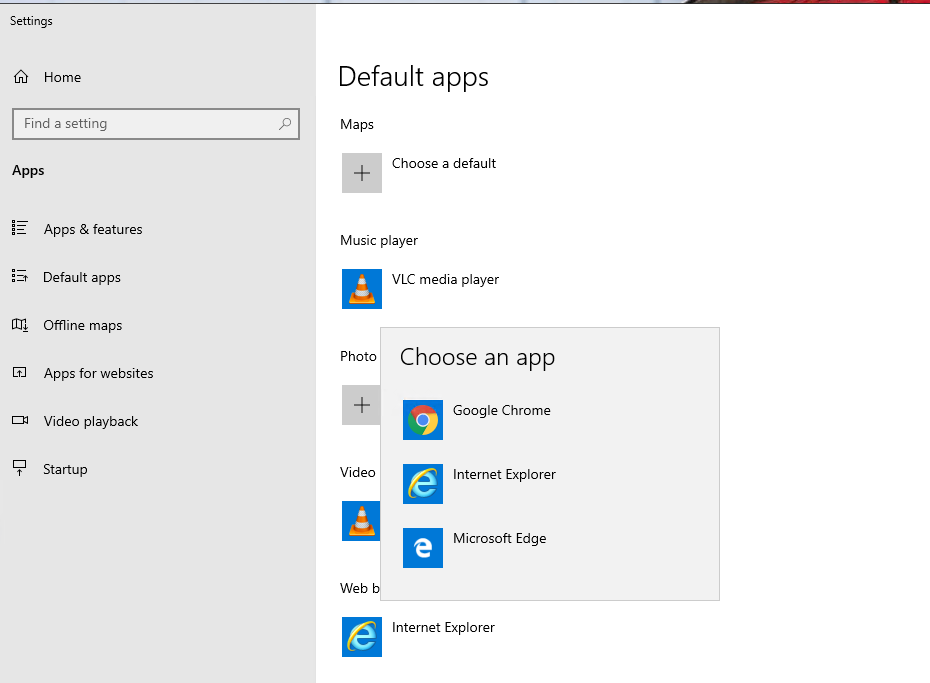 Settings
Home
Find a setting
Apps
Apps & features
Default apps
Offline maps
Apps for websites
Video playback
Startup
Default apps
Maps
Choose a default
Music player
VLC media player
Photo
Choose an app
Google Chrome
Internet Explorer
Microsoft Edge
Video
Web b
Internet Explorer